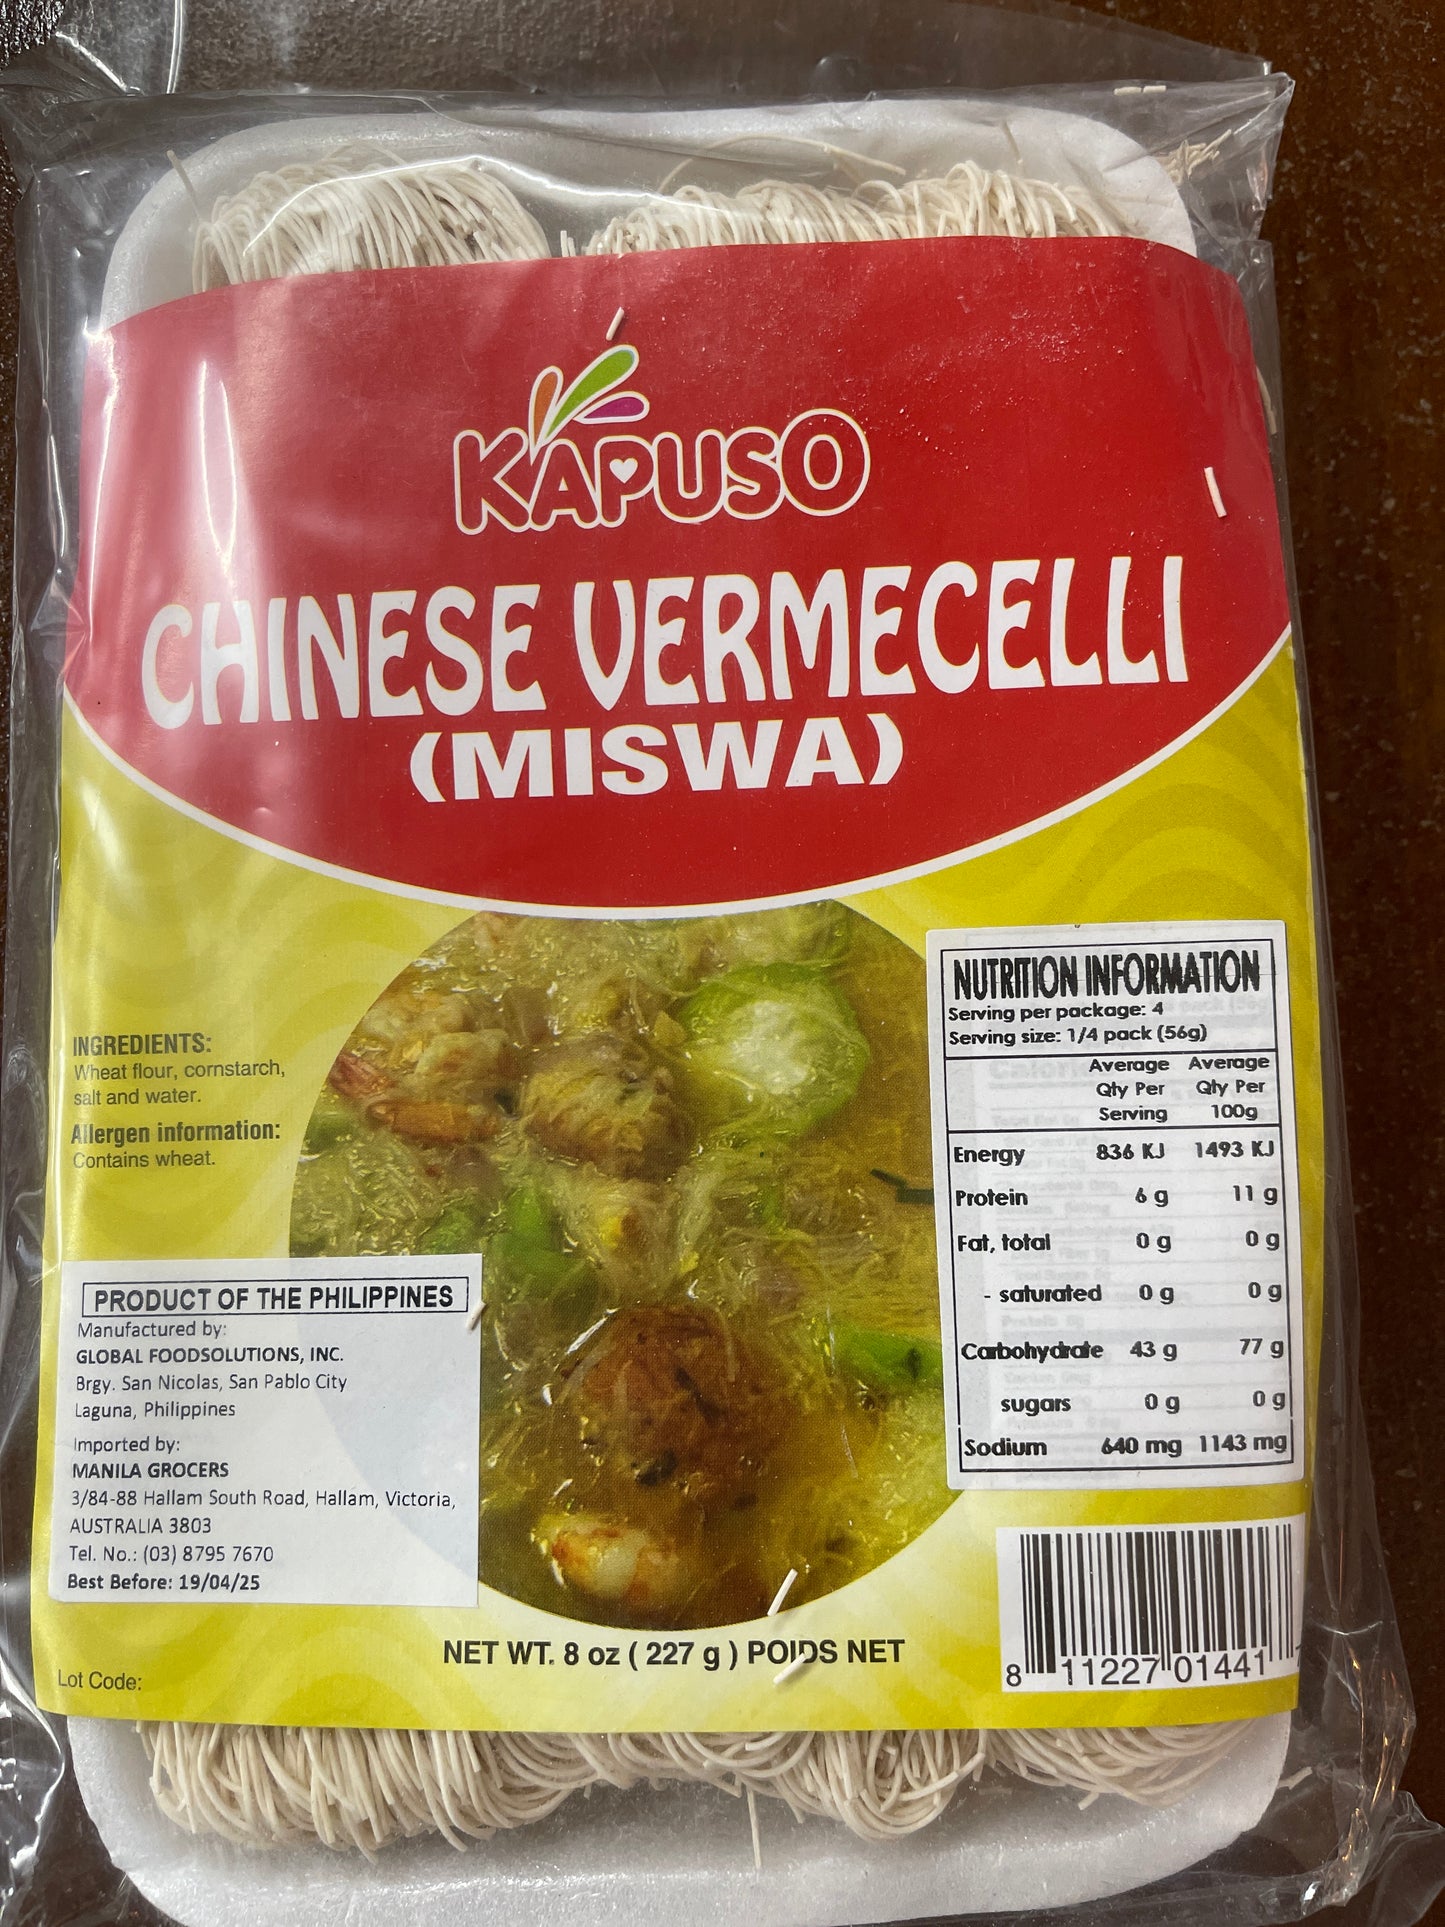 KAPUSO
CHINESE VERMECELLI
(MISWA)
INGREDIENTS:
Wheat flour, cornstarch,
salt and water.
Allergen information:
Contains wheat.
PRODUCT OF THE PHILIPPINES
Manufactured by:
GLOBAL FOODSOLUTIONS, INC.
Brgy. San Nicolas, San Pablo City
Laguna, Philippines
Imported by:
MANILA GROCERS
3/84-88 Hallam South Road, Hallam, Victoria,
AUSTRALIA 3803
Tel. No.: (03) 8795 7670
Best Before: 19/04/25
Lot Code:
NUTRITION INFORMATION
Serving per package: 4
Serving size: 1/4 pack (56g)
Average Average
Qty Per Qty Per
Serving 100g
Energy 836 KJ 1493 KJ
Protein 6 g 11 g
Fat, total 0 g 0 g
- saturated 0 g 0 g
Carbohydrate 43 g 77 g
sugars 0 g 0 g
Sodium 640 mg 1143 mg
NET WT. 8 oz ( 227 g ) POIDS NET
8 11227 01441